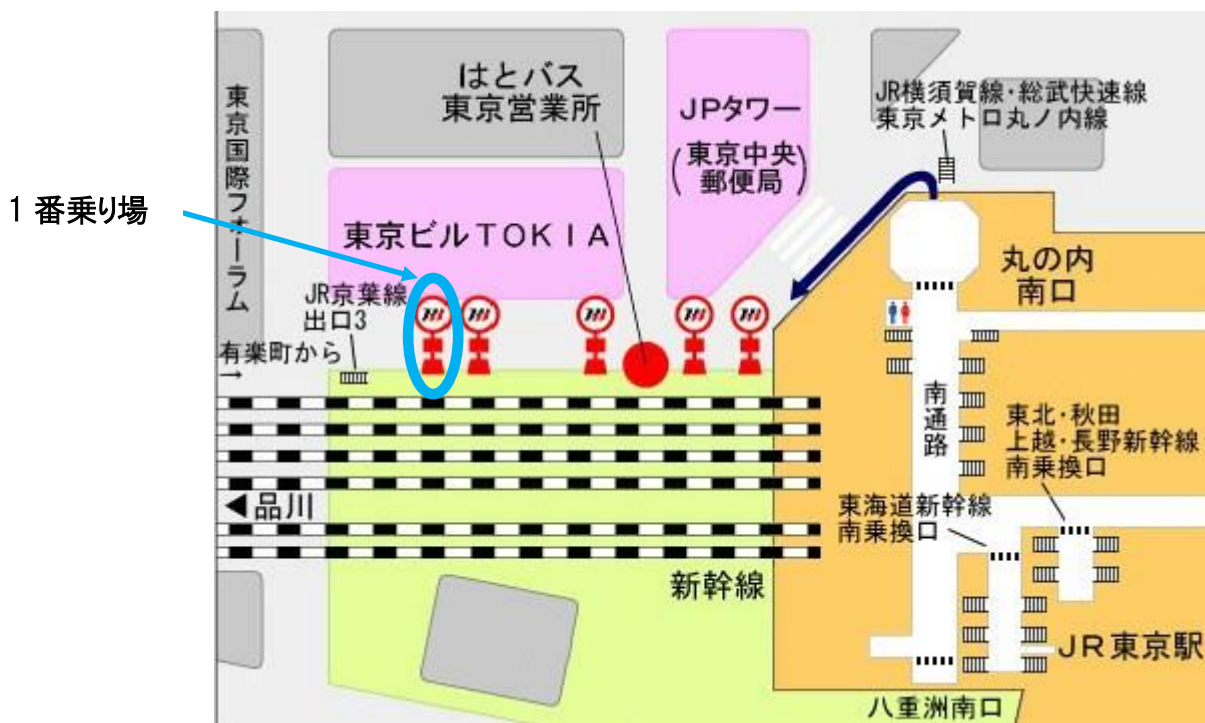 はとバス
東京営業所
JPタワー
(東京中央
郵便局)
JR横須賀線・総武快速線
東京メトロ丸ノ内線
東京国際フォーラム
1 番乗り場
東京ビルTOKIA
丸の内
南口
JR京葉線
出口3
有楽町から
→
南通路
東北・秋田
上越・長野新幹線
南乗換口
◀品川
東海道新幹線
南乗換口
新幹線
JR東京駅
八重洲南口